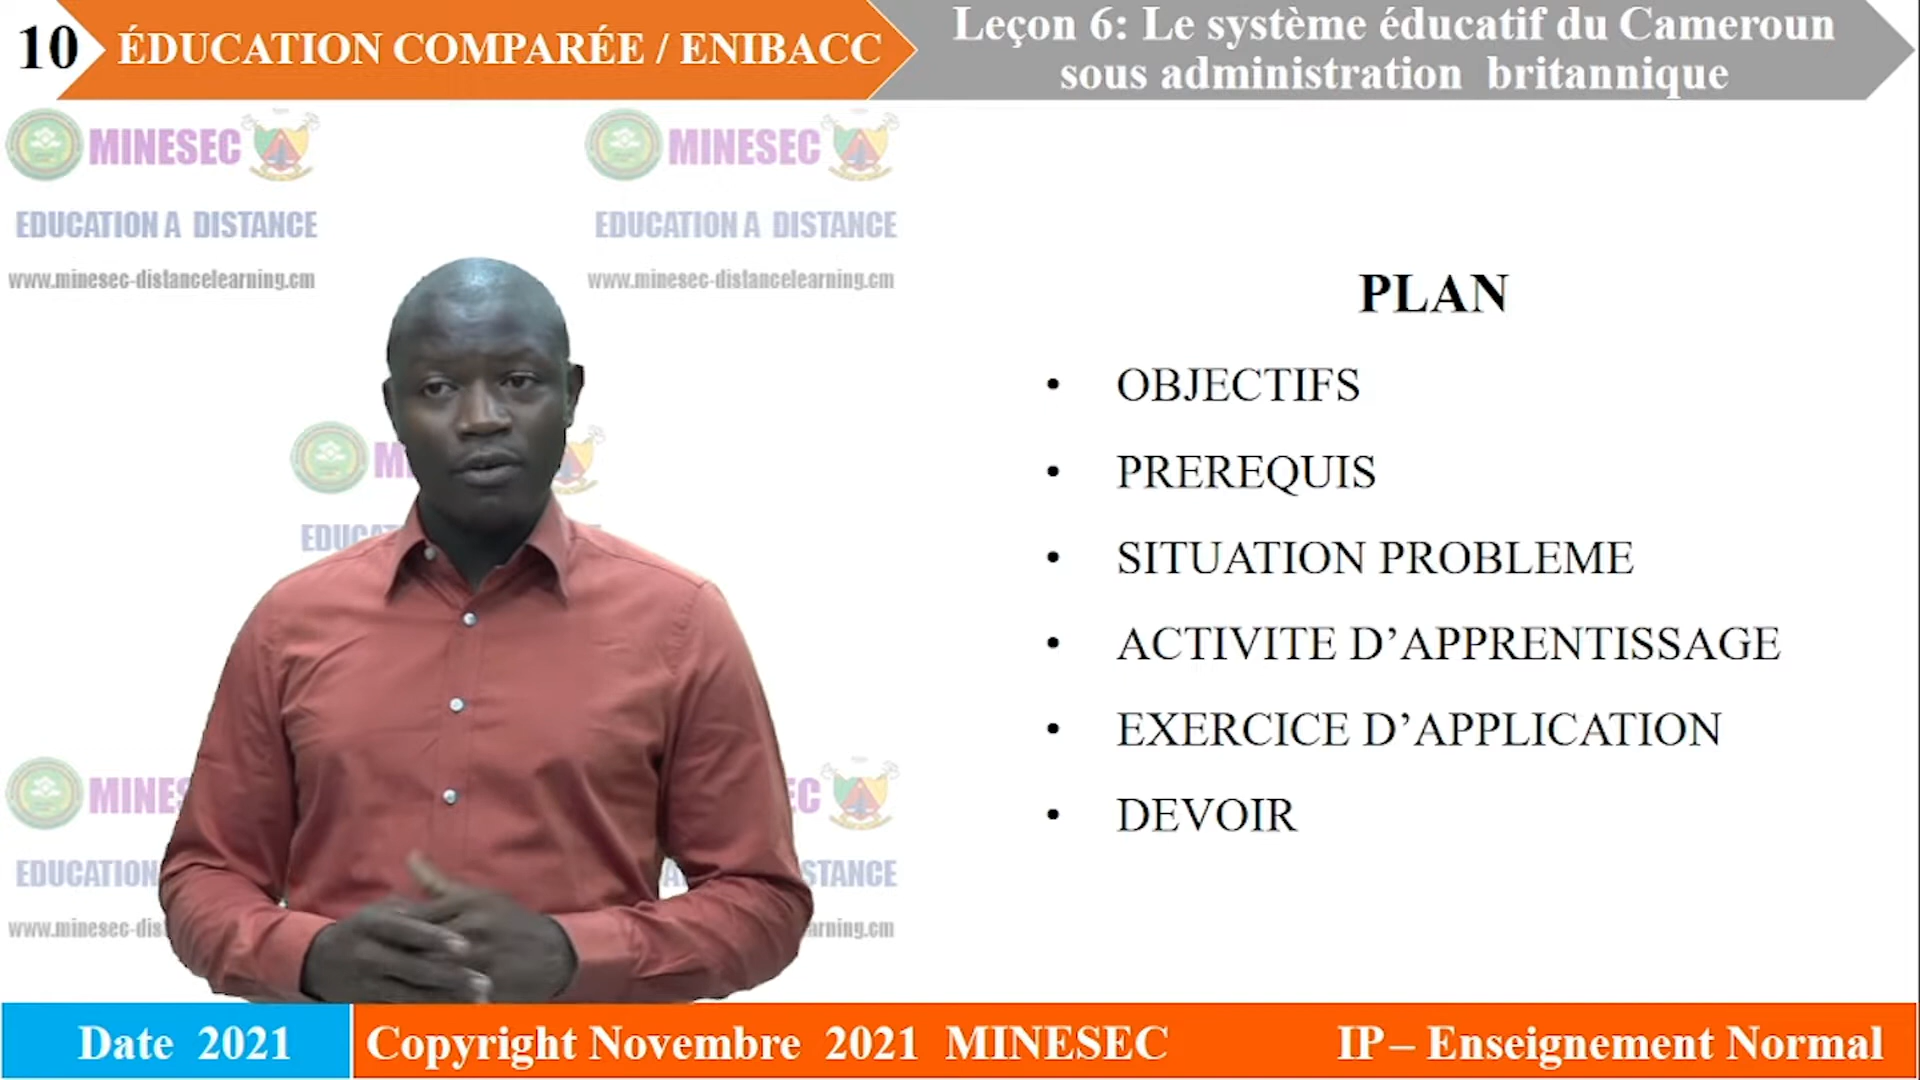 10
ÉDUCATION COMPARÉE / ENIBACC
Leçon 6: Le système éducatif du Cameroun
sous administration britannique
MINESEC
EDUCATION A DISTANCE
www.minesec-distancelearning.cm
MINESEC
EDUCATION A DISTANCE
www.minesec-distancelearning.cm
PLAN
• OBJECTIFS
• PREREQUIS
• SITUATION PROBLEME
• ACTIVITE D’APPRENTISSAGE
• EXERCICE D’APPLICATION
• DEVOIR
Date 2021
Copyright Novembre 2021 MINESEC
IP – Enseignement Normal